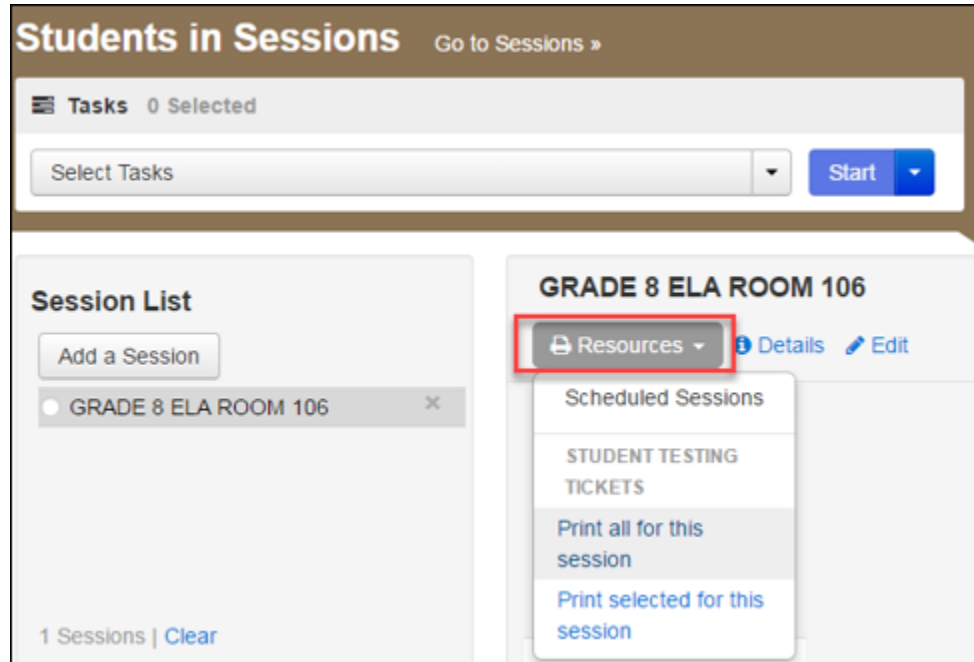 Students in Sessions Go to Sessions »
Tasks 0 Selected
Select Tasks Start
Session List
Add a Session
GRADE 8 ELA ROOM 106 ×
1 Sessions | Clear
GRADE 8 ELA ROOM 106
Resources Details Edit
Scheduled Sessions
STUDENT TESTING
TICKETS
Print all for this
session
Print selected for this
session